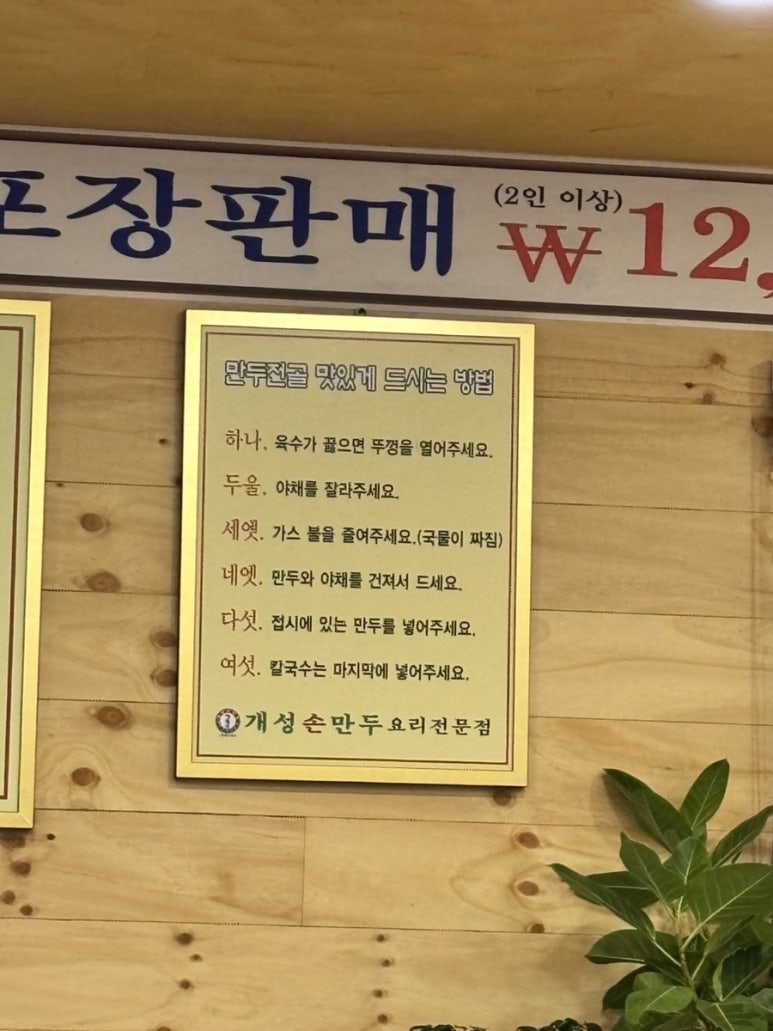 포장판매 (2인 이상) ₩12,
만두전골 맛있게 드시는 방법
하나. 육수가 끓으면 뚜껑을 열어주세요.
두울. 야채를 잘라주세요.
세엣. 가스 불을 줄여주세요.(국물이 짜짐)
네엣. 만두와 야채를 건져서 드세요.
다섯. 접시에 있는 만두를 넣어주세요.
여섯. 칼국수는 마지막에 넣어주세요.
개성손만두요리전문점